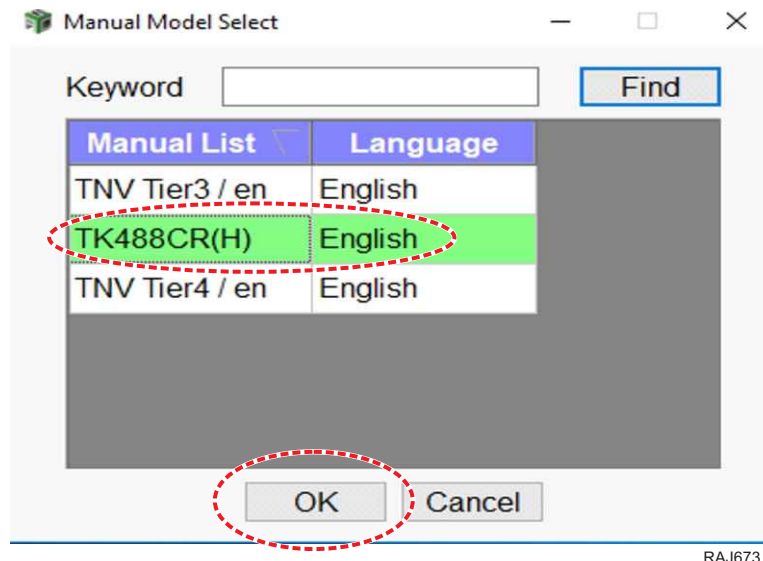 Manual Model Select
Keyword Find
Manual List Language
TNV Tier3 / en English
TK488CR(H) English
TNV Tier4 / en English
OK Cancel
RAJ673